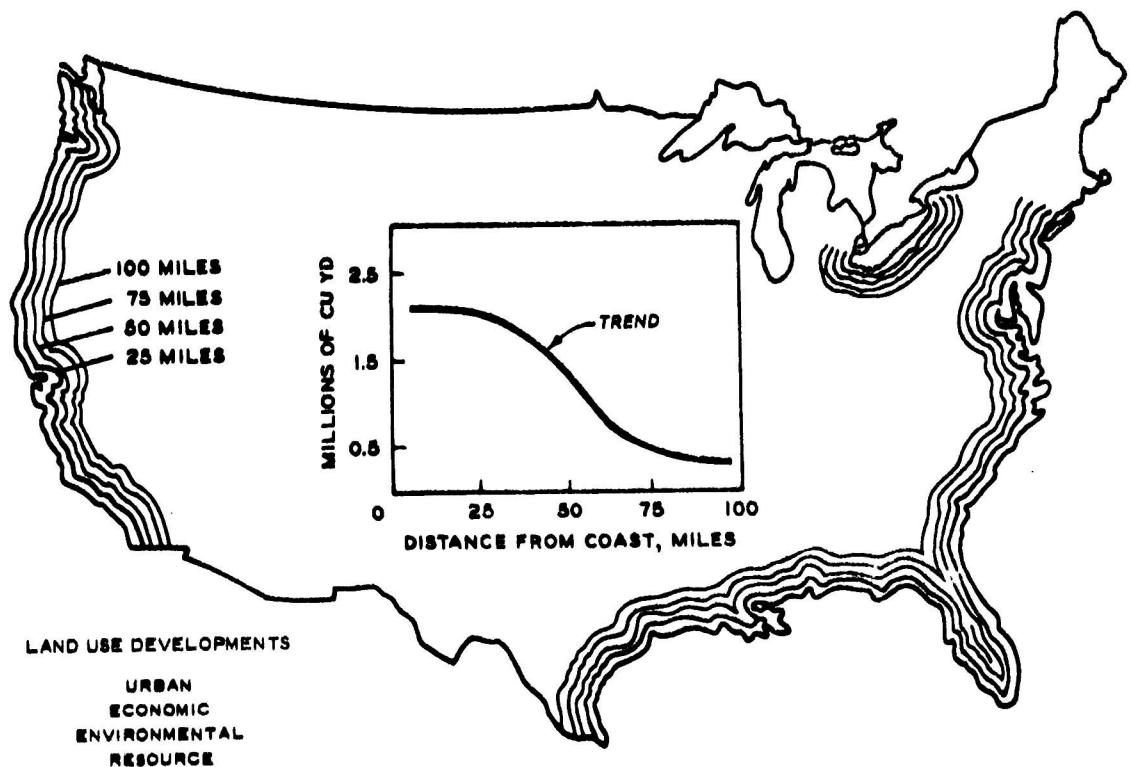 100 MILES
75 MILES
50 MILES
25 MILES
MILLIONS OF CU YD
2.5
1.5
0.5
TREND
0
25
50
75
100
DISTANCE FROM COAST, MILES
LAND USE DEVELOPMENTS
URBAN
ECONOMIC
ENVIRONMENTAL
RESOURCE